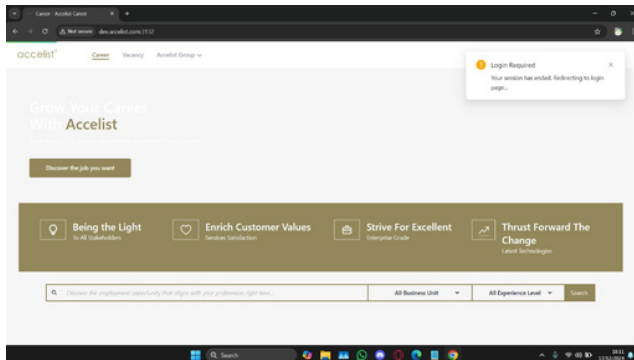 Career - Accelist Career
Not secure dev.accelist.com:1132
accelist
Career Vacancy Accelist Group
Login Required
Your session has ended. Redirecting to login
page...
Grow Your Career
With Accelist
Discover the job you want
Being the Light
To All Stakeholders
Enrich Customer Values
Services Satisfaction
Strive For Excellent
Enterprise Grade
Thrust Forward The
Change
Latest Technologies
Discover the employment opportunity that aligns with your preferences right here...
All Business Unit
All Experience Level
Search
Search